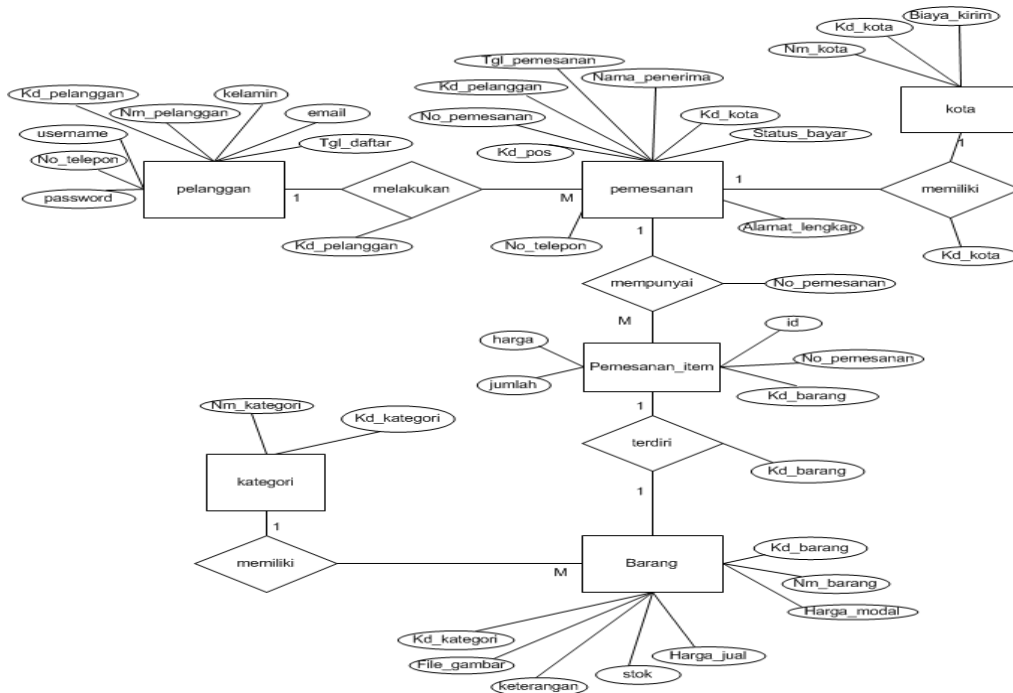 Biaya_kirim
Kd_kota
Nm_kota
kota
1
Tgl_pemesanan
Nama_penerima
Kd_pelanggan
No_pemesanan
Kd_kota
Status_bayar
Kd_pos
Kd_pelanggan
kelamin
Nm_pelanggan
email
username
Tgl_daftar
No_telepon
password
pelanggan
1
melakukan
M
pemesanan
1
memiliki
Kd_pelanggan
No_telepon
Alamat_lengkap
Kd_kota
1
mempunyai
No_pemesanan
M
harga
id
Pemesanan_item
No_pemesanan
jumlah
Kd_barang
1
terdiri
Kd_barang
1
Nm_kategori
Kd_kategori
kategori
1
memiliki
M
Barang
Kd_barang
Nm_barang
Harga_modal
Kd_kategori
File_gambar
keterangan
stok
Harga_jual